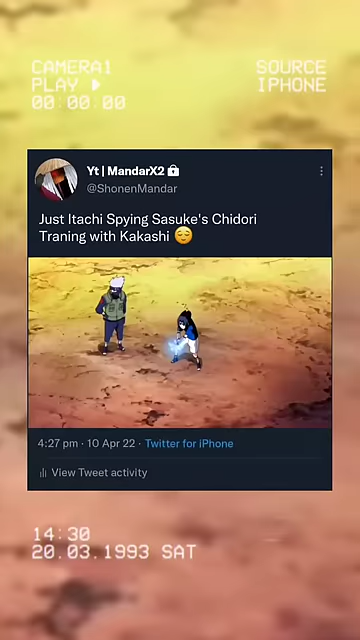 CAMERA1
PLAY
00:00:00
SOURCE
IPHONE
Yt | MandarX2
@ShonenMandar
Just Itachi Spying Sasuke's Chidori
Traning with Kakashi 😌
4:27 pm · 10 Apr 22 · Twitter for iPhone
View Tweet activity
14:30
20.03.1993 SAT